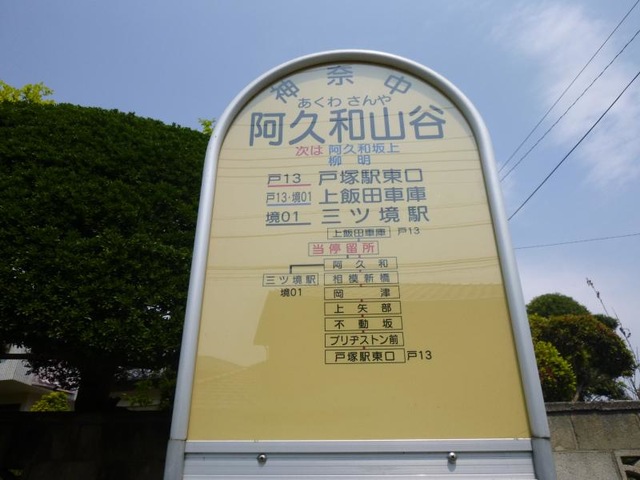 神奈中
あくわ さんや
阿久和山谷
次は 阿久和坂上
柳明
戸13 戸塚駅東口
戸13・境01 上飯田車庫
境01 三ツ境駅
上飯田車庫 戸13
当停留所
阿久和
三ツ境駅 相模新橋
境01 岡津
上矢部
不動坂
ブリヂストン前
戸塚駅東口 戸13